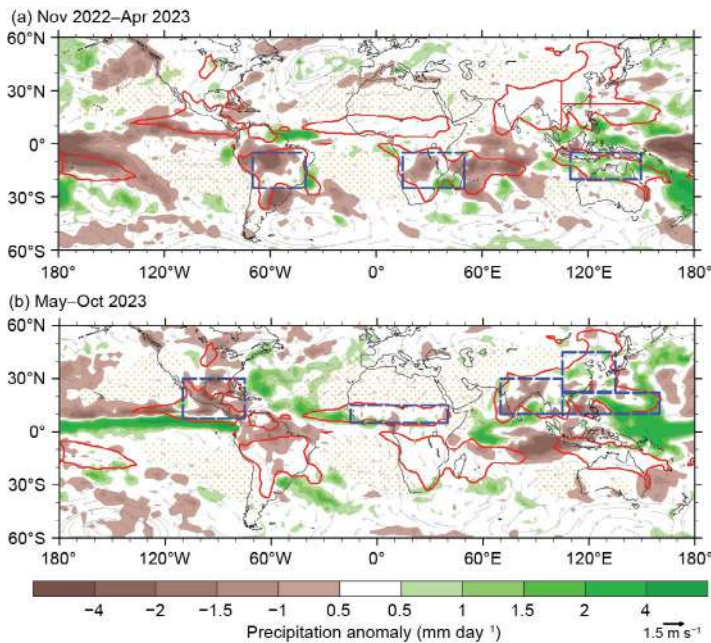 (a) Nov 2022–Apr 2023
60°N
30°N
0°
30°S
60°S
180° 120°W 60°W 0° 60°E 120°E 180°
(b) May–Oct 2023
60°N
30°N
0°
30°S
60°S
180° 120°W 60°W 0° 60°E 120°E 180°
−4 −2 −1.5 −1 0.5 0.5 1 1.5 2 4
Precipitation anomaly (mm day ¹) 1.5 m s⁻¹